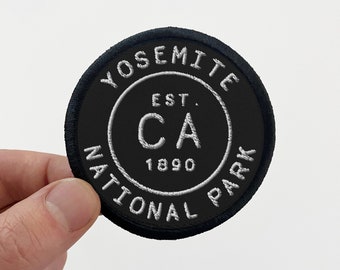 YOSEMITE
EST.
CA
1890
NATIONAL PARK